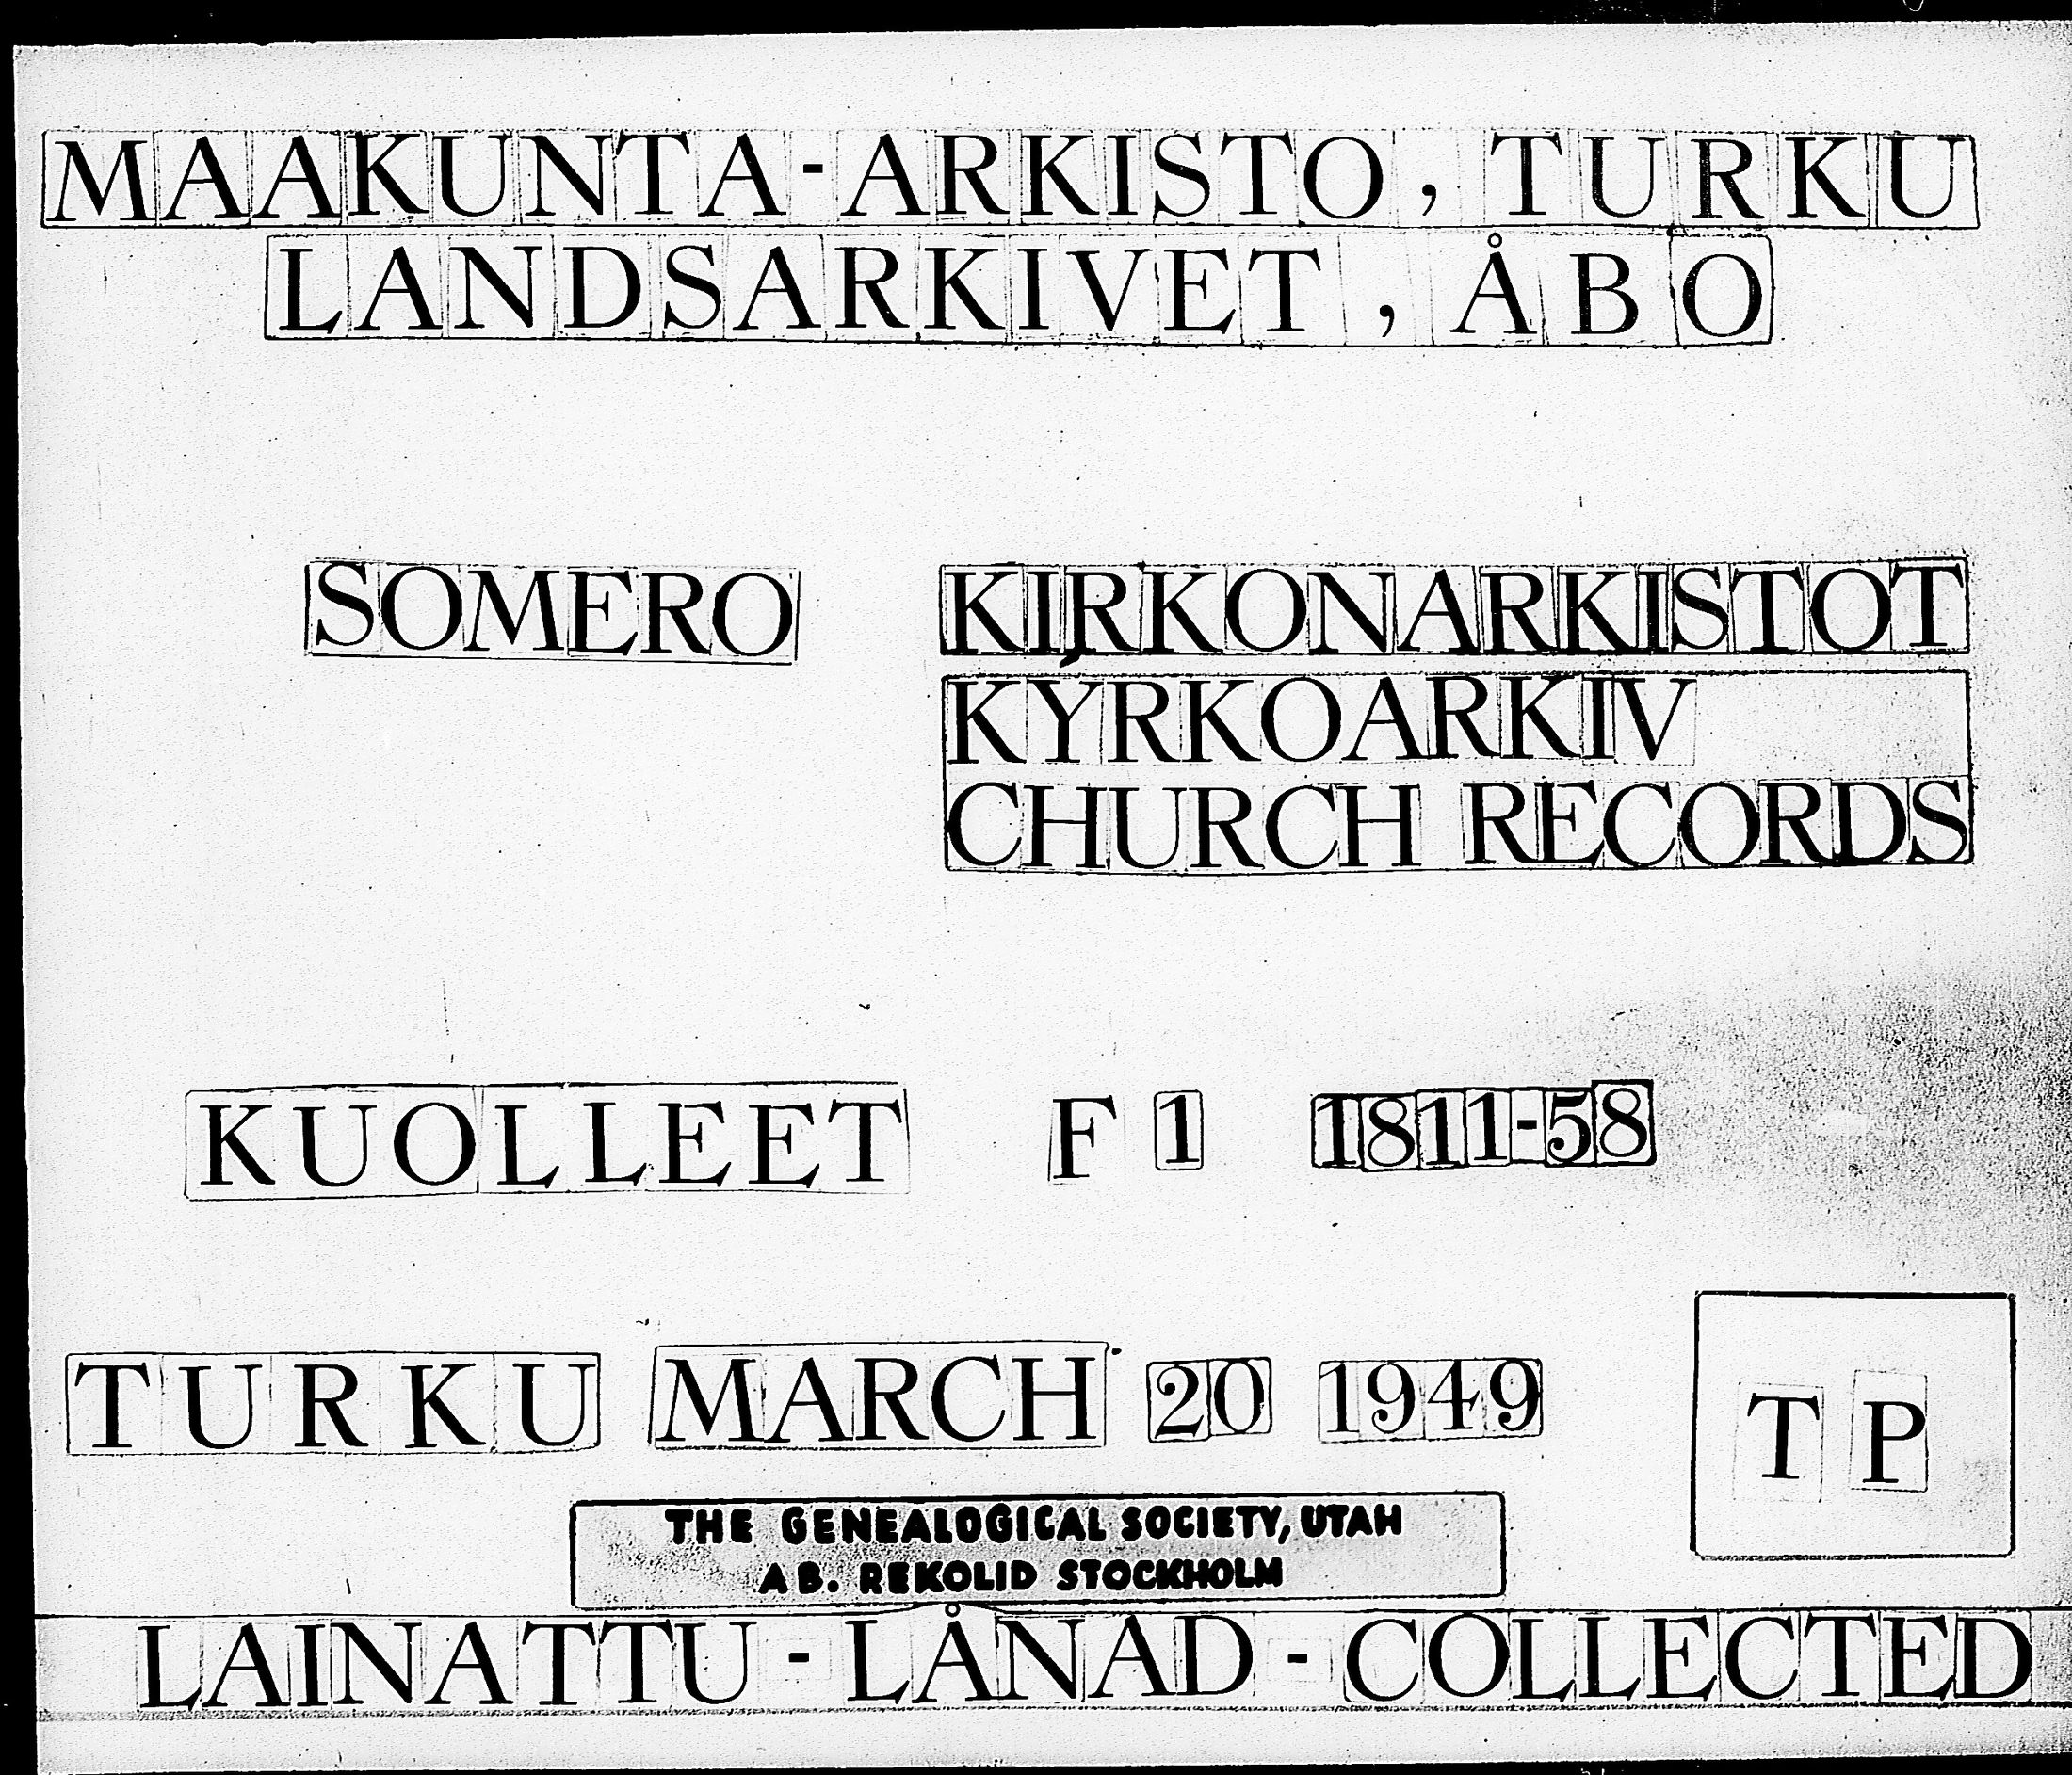 MAAKUNTA-ARKISTO, TURKU
LANDSARKIVET, ÅBO
SOMERO KIRKONARKISTOT
KYRKOARKIV
CHURCH RECORDS
KUOLLEET F 1 1811-58
TURKU MARCH 20 1949
TP
THE GENEALOGICAL SOCIETY, UTAH
AB. REKOLID STOCKHOLM
LAINATTU - LÅNAD - COLLECTED